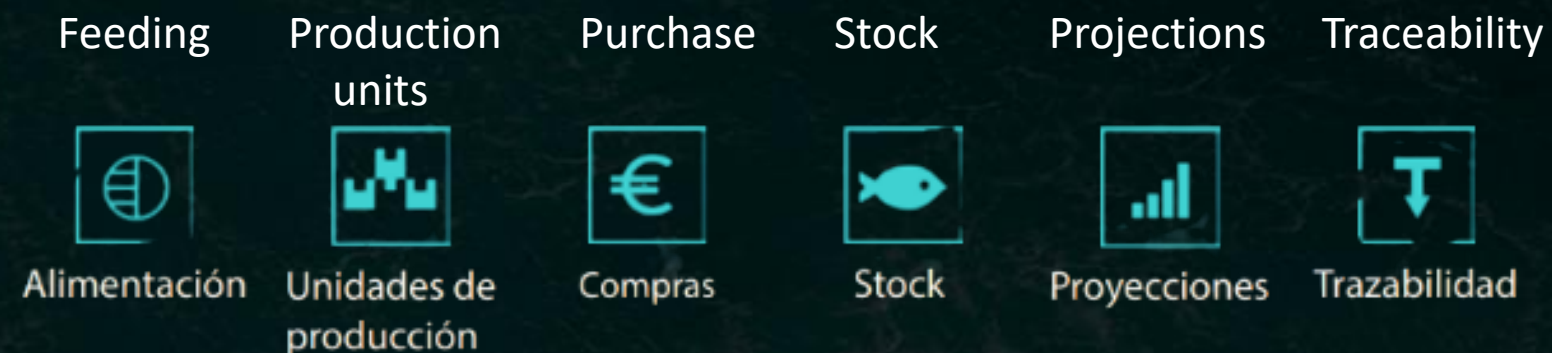 Feeding
Production
units
Purchase
Stock
Projections
Traceability
€
T
Alimentación
Unidades de
producción
Compras
Stock
Proyecciones
Trazabilidad